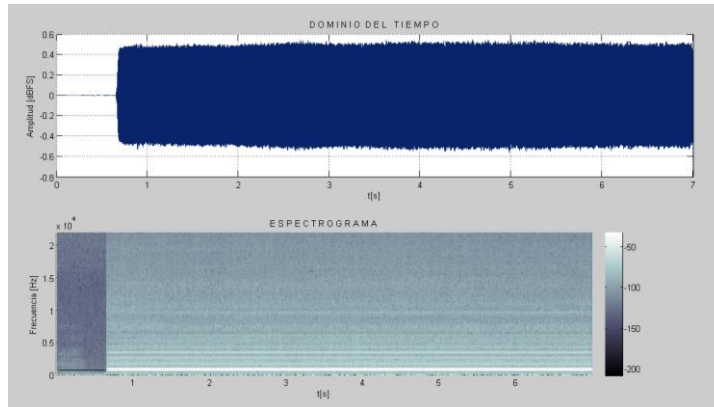 DOMINIO DEL TIEMPO
0.6
0.4
0.2
0
-0.2
-0.4
-0.6
-0.8
Amplitud [dBFS]
0 1 2 3 4 5 6 7
t[s]
ESPECTROGRAMA
x 10⁴
2
1.5
1
0.5
0
Frecuencia [Hz]
1 2 3 4 5 6
t[s]
-50
-100
-150
-200